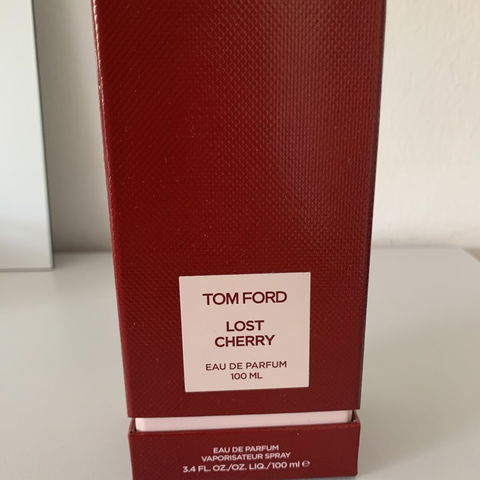 TOM FORD
LOST
CHERRY
EAU DE PARFUM
100 ML
EAU DE PARFUM
VAPORISATEUR SPRAY
3.4 FL. OZ./OZ. LIQ./100 ml ℮